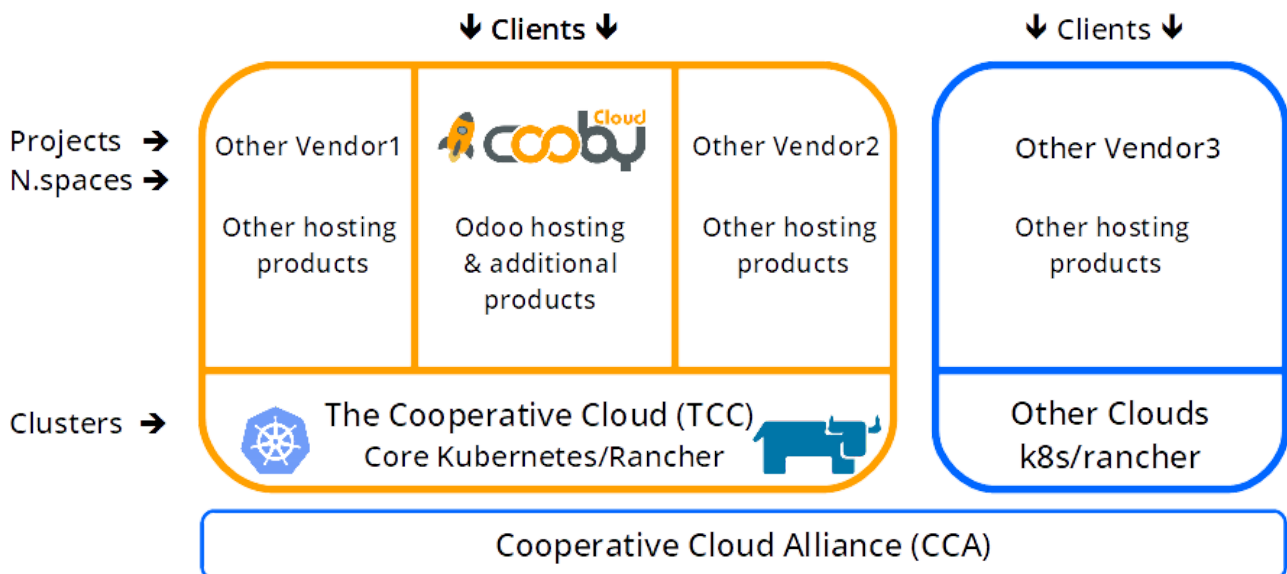 🡻 Clients 🡻
🡻 Clients 🡻
Projects ➔
N.spaces ➔
Other Vendor1
Other hosting
products
cooby Cloud
Odoo hosting
& additional
products
Other Vendor2
Other hosting
products
Other Vendor3
Other hosting
products
Clusters ➔
The Cooperative Cloud (TCC)
Core Kubernetes/Rancher
Other Clouds
k8s/rancher
Cooperative Cloud Alliance (CCA)